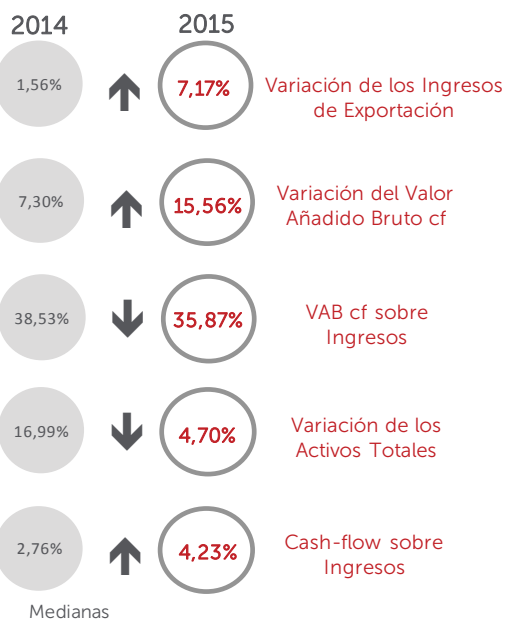 2014 2015
1,56% 7,17% Variación de los Ingresos
de Exportación
7,30% 15,56% Variación del Valor
Añadido Bruto cf
38,53% 35,87% VAB cf sobre
Ingresos
16,99% 4,70% Variación de los
Activos Totales
2,76% 4,23% Cash-flow sobre
Ingresos
Medianas